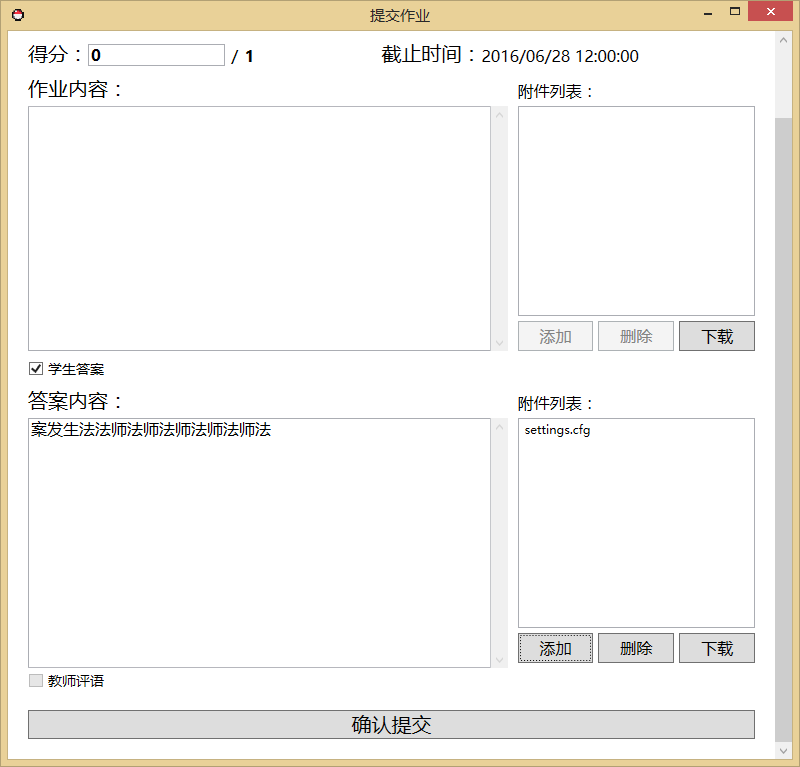 提交作业
得分：0 / 1 截止时间：2016/06/28 12:00:00
作业内容：
附件列表：
添加 删除 下载
学生答案
答案内容：
附件列表：
案发生法法师法师法师法师法师法
settings.cfg
添加 删除 下载
教师评语
确认提交